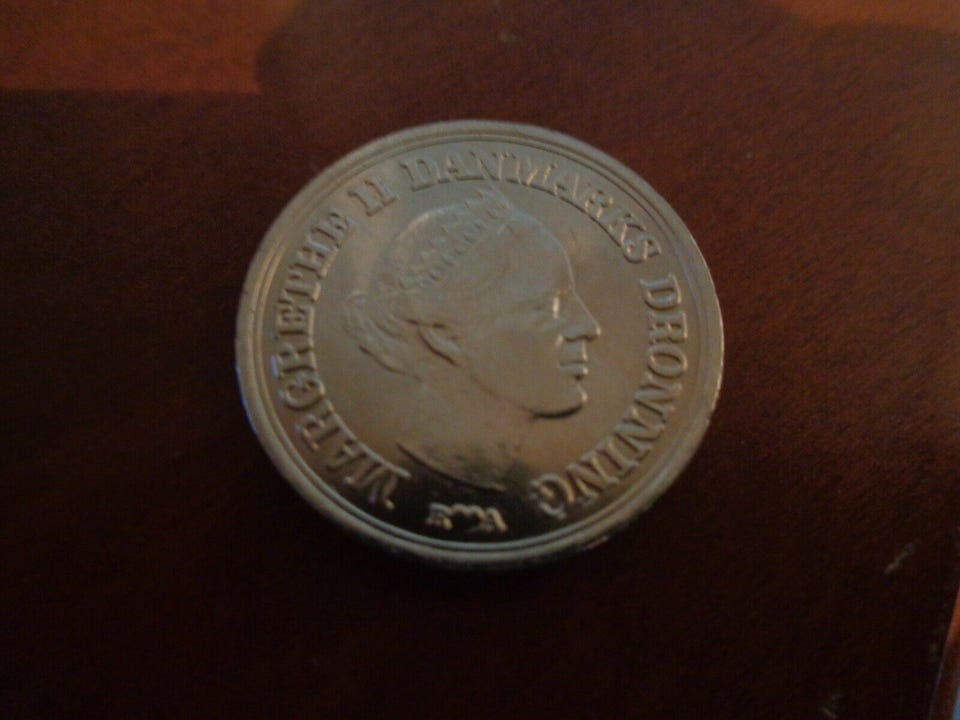 MARGRETHE II DANMARKS DRONNING